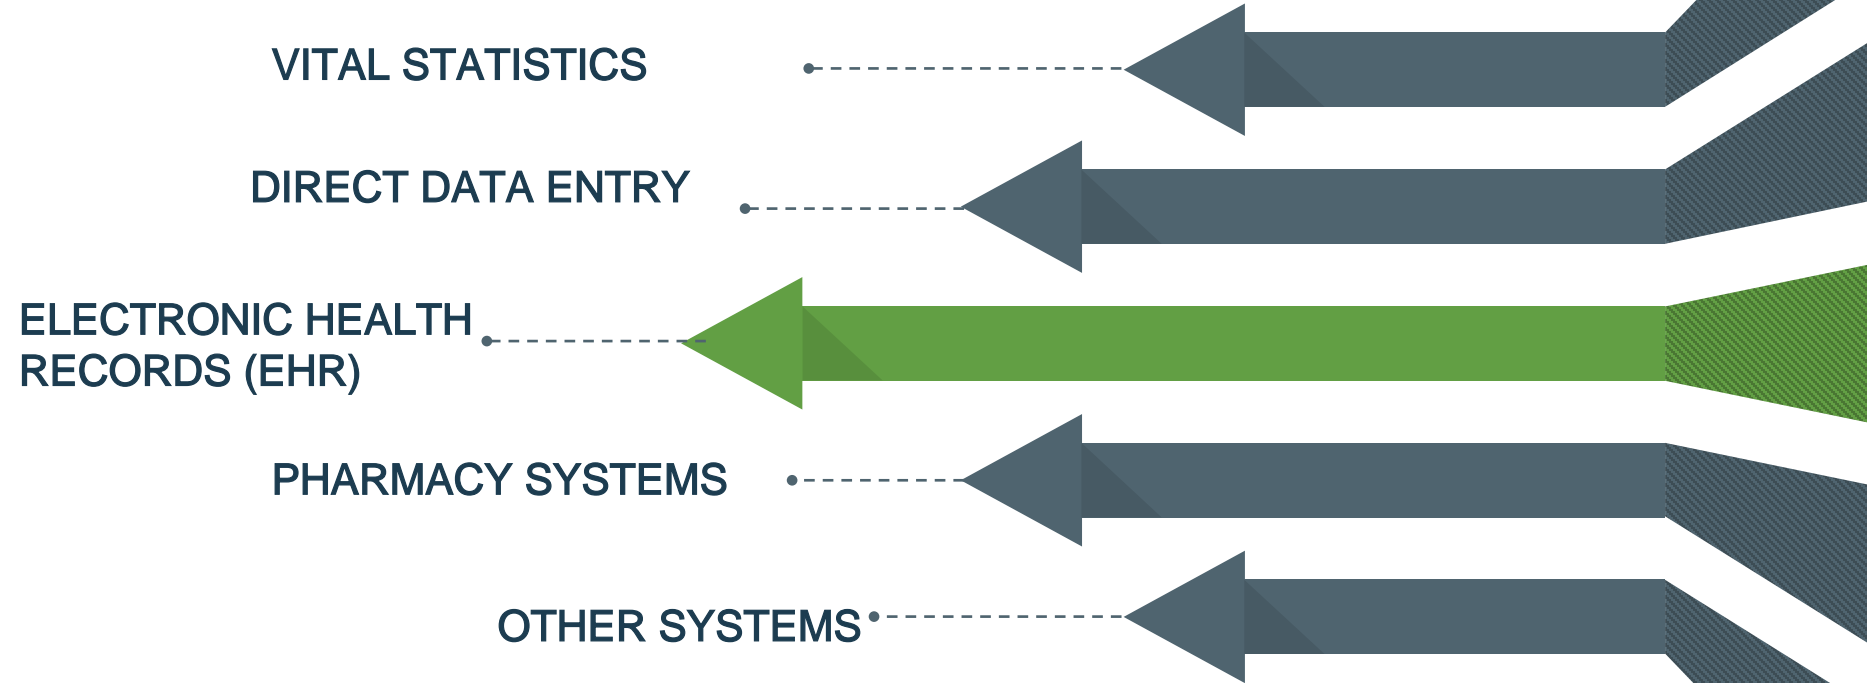 VITAL STATISTICS
DIRECT DATA ENTRY
ELECTRONIC HEALTH
RECORDS (EHR)
PHARMACY SYSTEMS
OTHER SYSTEMS